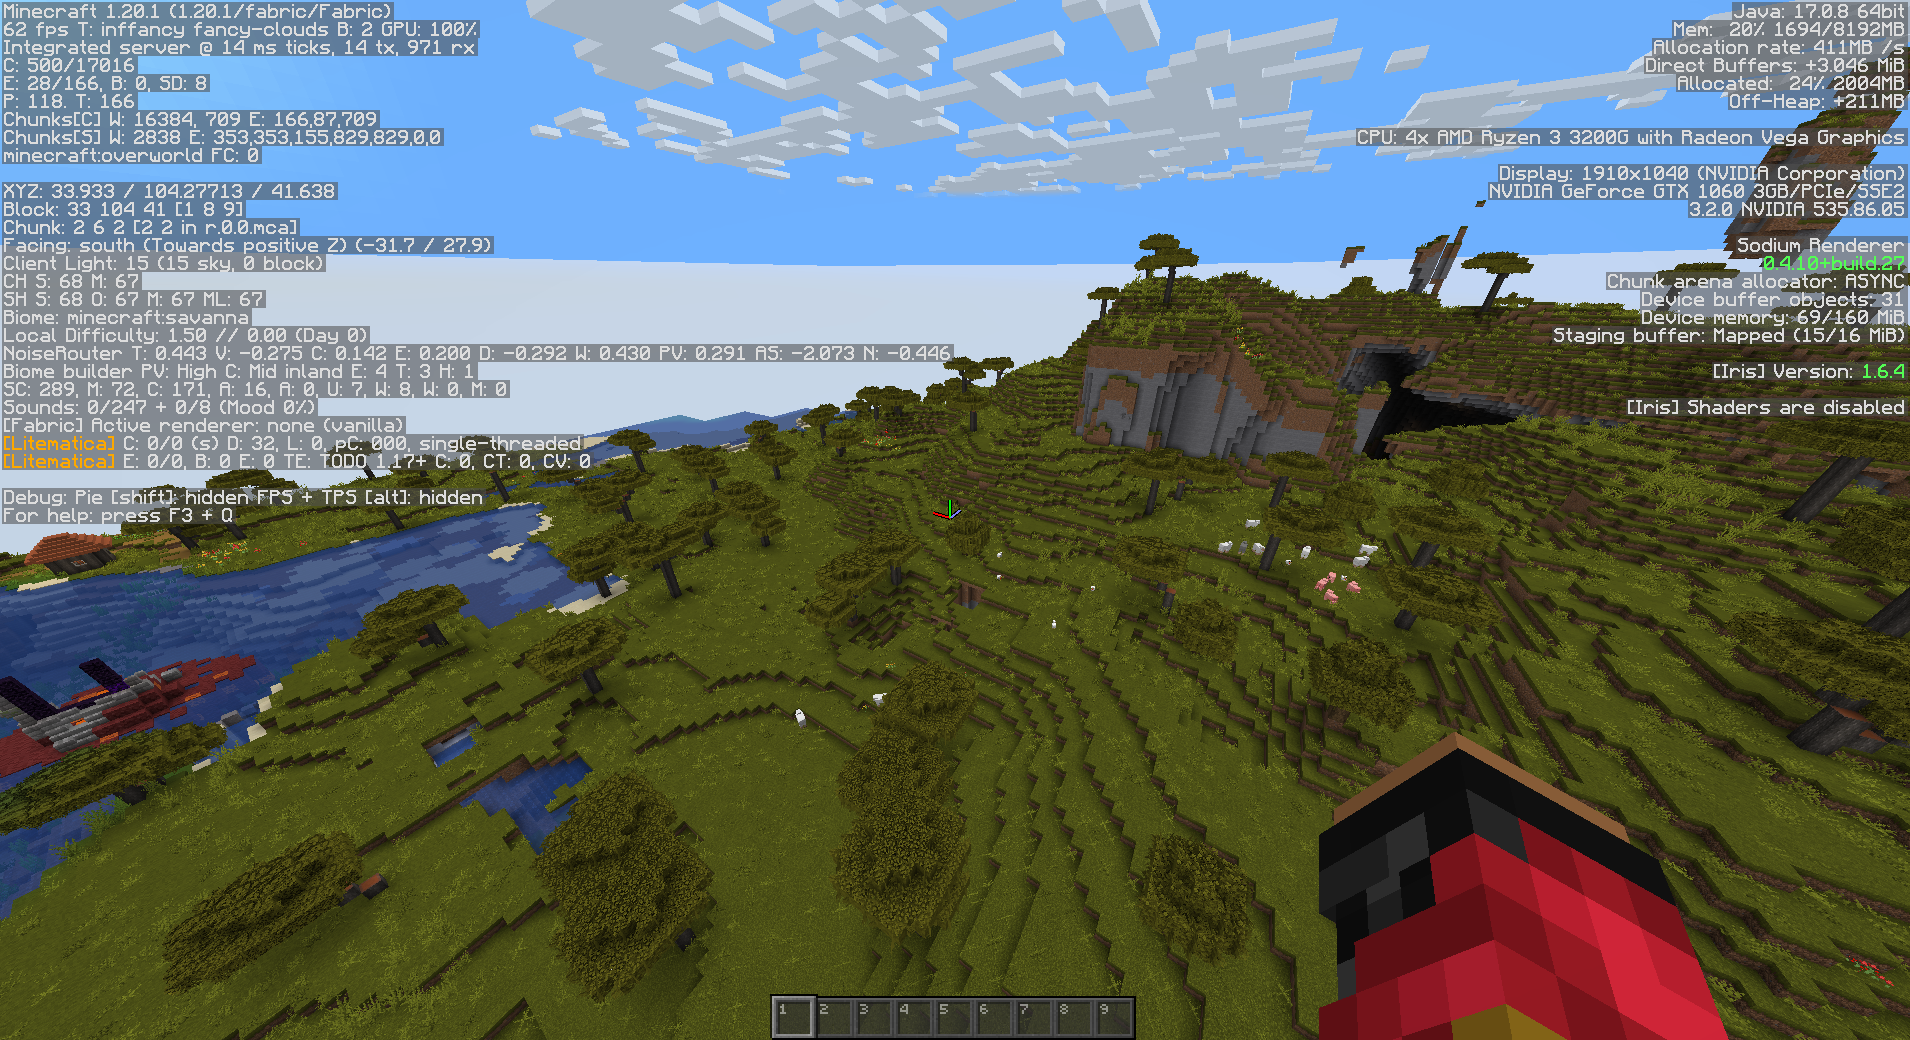 Minecraft 1.20.1 (1.20.1/fabric/Fabric)
62 fps T: inffancy fancy-clouds B: 2 GPU: 100%
Integrated server @ 14 ms ticks, 14 tx, 971 rx
C: 500/17016
E: 28/166, B: 0, SD: 8
P: 118. T: 166
Chunks[C] W: 16384, 709 E: 166,87,709
Chunks[S] W: 2838 E: 353,353,155,829,829,0,0
minecraft:overworld FC: 0
XYZ: 33.933 / 104.27713 / 41.638
Block: 33 104 41 [1 8 9]
Chunk: 2 6 2 [2 2 in r.0.0.mca]
Facing: south (Towards positive Z) (-31.7 / 27.9)
Client Light: 15 (15 sky, 0 block)
CH S: 68 M: 67
SH S: 68 O: 67 M: 67 ML: 67
Biome: minecraft:savanna
Local Difficulty: 1.50 // 0.00 (Day 0)
NoiseRouter T: 0.443 V: -0.275 C: 0.142 E: 0.200 D: -0.292 W: 0.430 PV: 0.291 AS: -2.073 N: -0.446
Biome builder PV: High C: Mid inland E: 4 T: 3 H: 1
SC: 289, M: 72, C: 171, A: 16, A: 0, U: 7, W: 8, W: 0, M: 0
Sounds: 0/247 + 0/8 (Mood 0%)
[Fabric] Active renderer: none (vanilla)
[Litematica] C: 0/0 (s) D: 32, L: 0, pC: 000, single-threaded
[Litematica] E: 0/0, B: 0 E: 0 TE: TODO 1.17+ C: 0, CT: 0, CV: 0
Debug: Pie [shift]: hidden FPS + TPS [alt]: hidden
For help: press F3 + Q
Java: 17.0.8 64bit
Mem: 20% 1694/8192MB
Allocation rate: 411MB /s
Direct Buffers: +3.046 MiB
Allocated: 24% 2004MB
Off-Heap: +211MB
CPU: 4x AMD Ryzen 3 3200G with Radeon Vega Graphics
Display: 1910x1040 (NVIDIA Corporation)
NVIDIA GeForce GTX 1060 3GB/PCIe/SSE2
3.2.0 NVIDIA 535.86.05
Sodium Renderer
0.4.10+build.27
Chunk arena allocator: ASYNC
Device buffer objects: 31
Device memory: 69/160 MiB
Staging buffer: Mapped (15/16 MiB)
[Iris] Version: 1.6.4
[Iris] Shaders are disabled
1 2 3 4 5 6 7 8 9